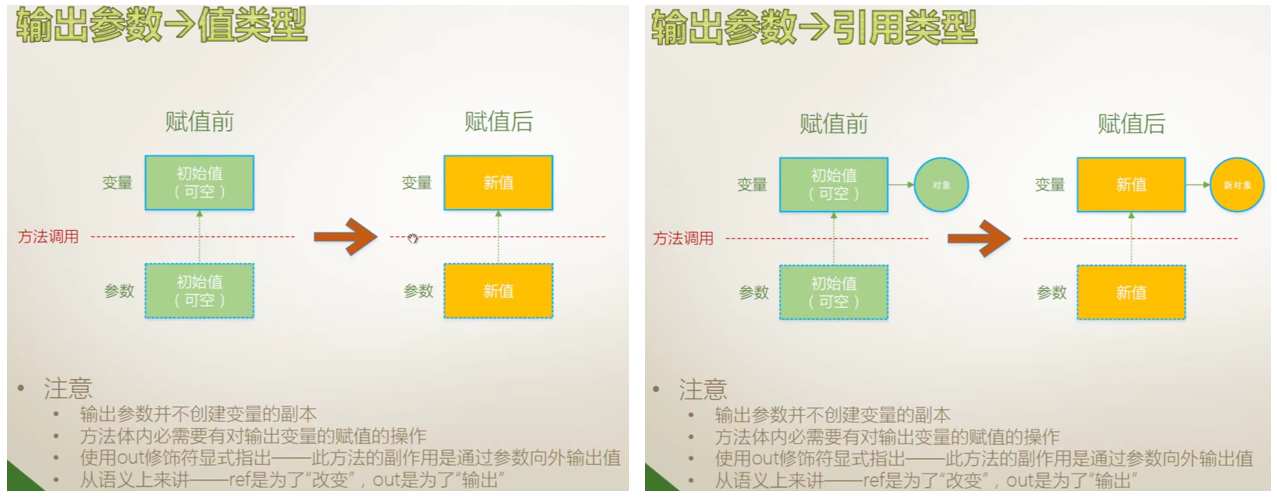 输出参数→值类型
赋值前
赋值后
变量
初始值
（可空）
变量
新值
方法调用
参数
初始值
（可空）
参数
新值
• 注意
• 输出参数并不创建变量的副本
• 方法体内必需要有对输出变量的赋值的操作
• 使用out修饰符显式指出——此方法的副作用是通过参数向外输出值
• 从语义上来讲——ref是为了“改变”，out是为了“输出”
输出参数→引用类型
赋值前
赋值后
变量
初始值
（可空）
对象
变量
新值
新对象
方法调用
参数
初始值
（可空）
参数
新值
• 注意
• 输出参数并不创建变量的副本
• 方法体内必需要有对输出变量的赋值的操作
• 使用out修饰符显式指出——此方法的副作用是通过参数向外输出值
• 从语义上来讲——ref是为了“改变”，out是为了“输出”